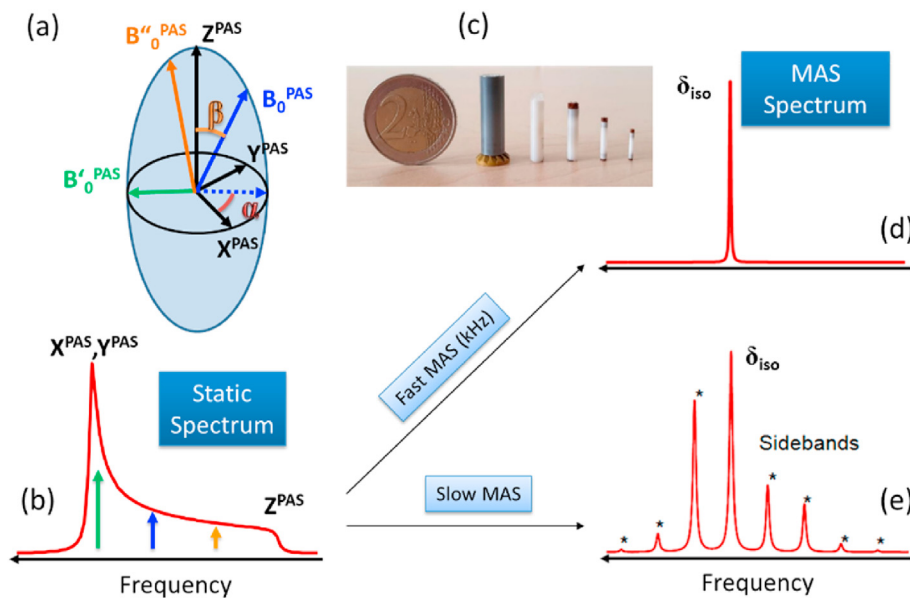 (a)
Z^PAS
B″₀^PAS
B₀^PAS
β
Y^PAS
B′₀^PAS
α
X^PAS
(c)
2
δiso
MAS
Spectrum
(d)
X^PAS,Y^PAS
Static
Spectrum
(b)
Z^PAS
Frequency
Fast MAS (kHz)
Slow MAS
δiso
Sidebands
* * * * * * *
(e)
Frequency